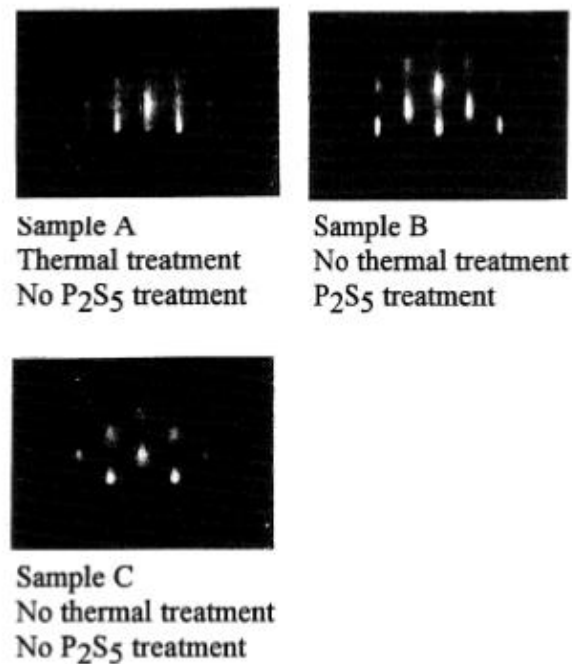 Sample A
Thermal treatment
No P₂S₅ treatment
Sample B
No thermal treatment
P₂S₅ treatment
Sample C
No thermal treatment
No P₂S₅ treatment